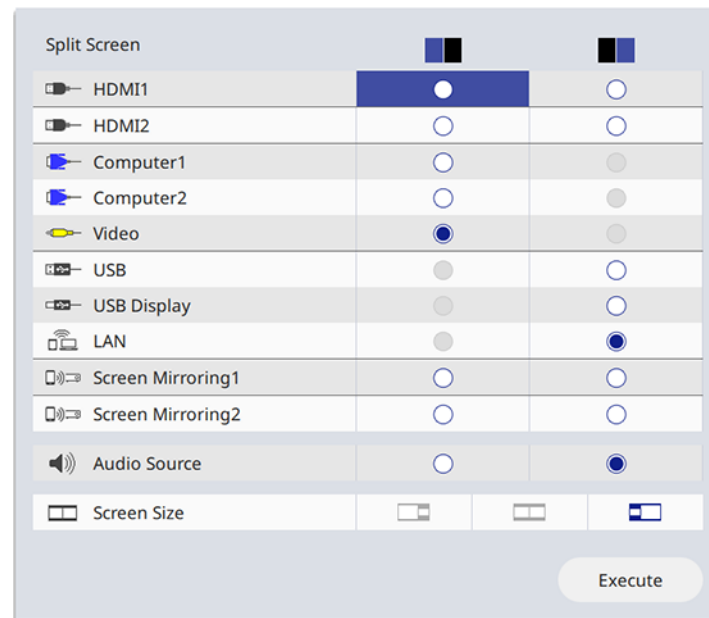 Split Screen
HDMI1
HDMI2
Computer1
Computer2
Video
USB
USB Display
LAN
Screen Mirroring1
Screen Mirroring2
Audio Source
Screen Size
Execute